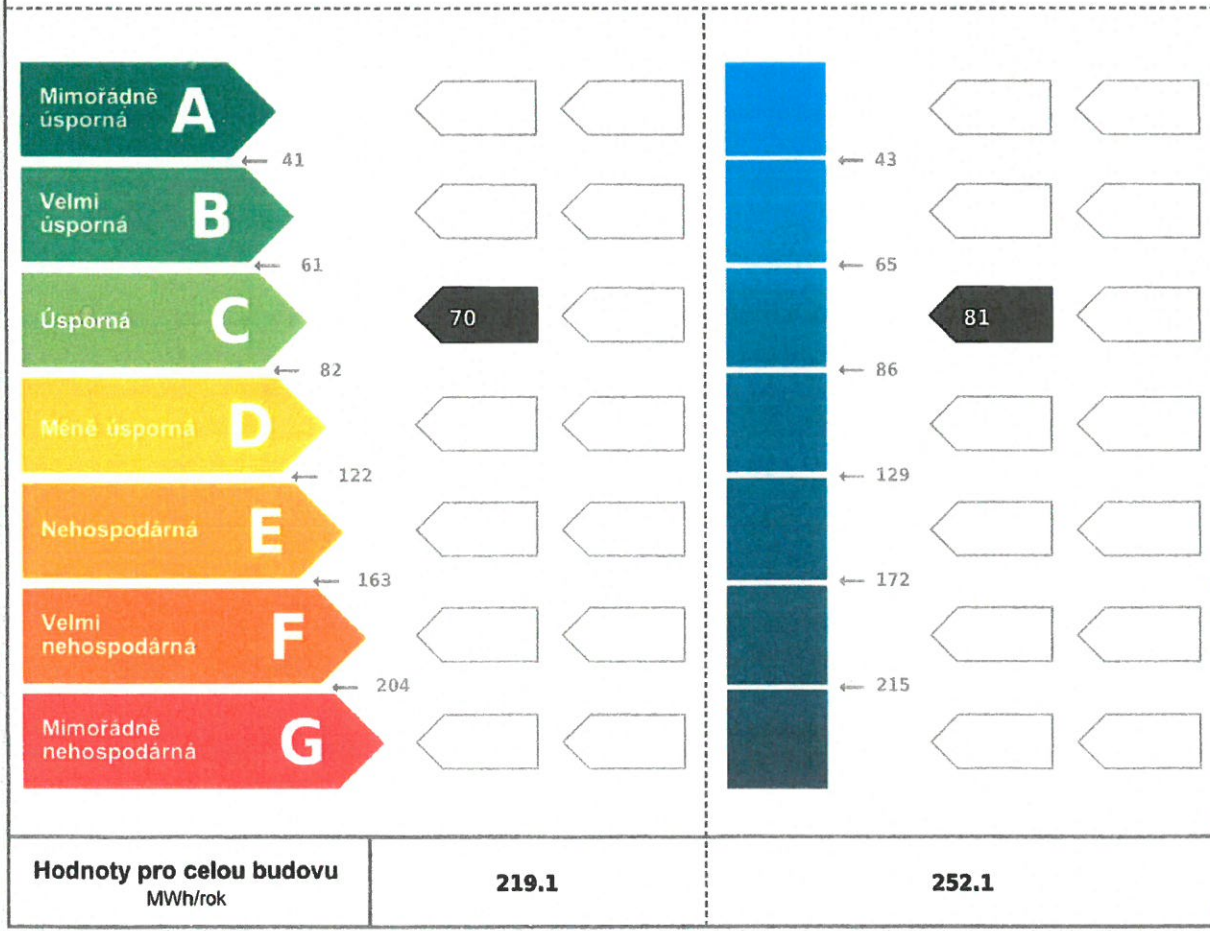 Mimořádně
úsporná
A
41
43
Velmi
úsporná
B
61
65
Úsporná
C
70
81
82
86
Méně úsporná
D
122
129
Nehospodárná
E
163
172
Velmi
nehospodárná
F
204
215
Mimořádně
nehospodárná
G
Hodnoty pro celou budovu
MWh/rok
219.1
252.1